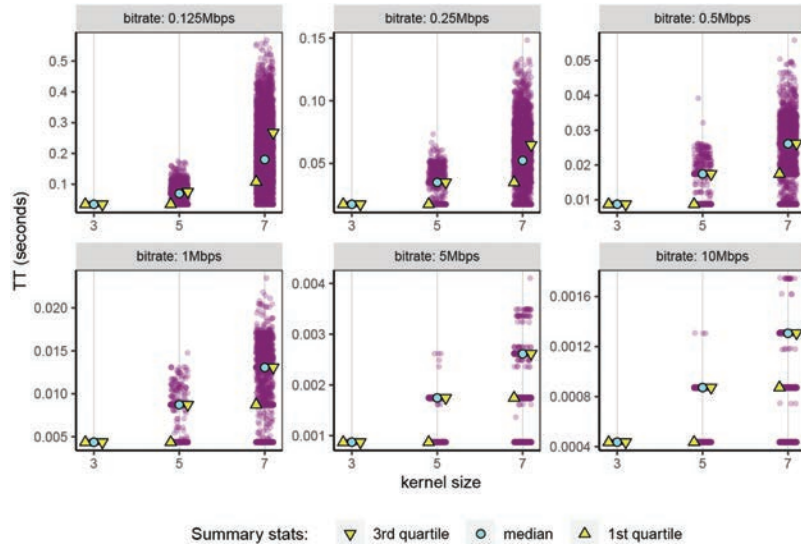 bitrate: 0.125Mbps
bitrate: 0.25Mbps
bitrate: 0.5Mbps
0.5
0.4
0.3
0.2
0.1
3 5 7
0.15
0.10
0.05
3 5 7
0.05
0.04
0.03
0.02
0.01
3 5 7
TT (seconds)
bitrate: 1Mbps
bitrate: 5Mbps
bitrate: 10Mbps
0.020
0.015
0.010
0.005
3 5 7
0.004
0.003
0.002
0.001
3 5 7
0.0016
0.0012
0.0008
0.0004
3 5 7
kernel size
Summary stats: 3rd quartile median 1st quartile